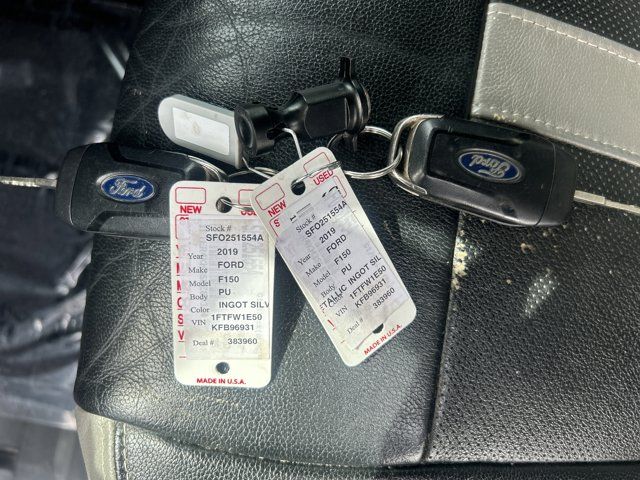 Ford
Ford
NEW
Stock #
SFO251554A
Year 2019
Make FORD
Model F150
Body PU
Color INGOT SILV
VIN 1FTFW1E50
KFB96931
Deal # 383960
MADE IN U.S.A.
NEW
USED
Stock #
SFO251554A
Year 2019
Make FORD
Model F150
Body PU
ETALLIC INGOT SIL
VIN 1FTFW1E50
KFB96931
Deal # 383960
MADE IN U.S.A.